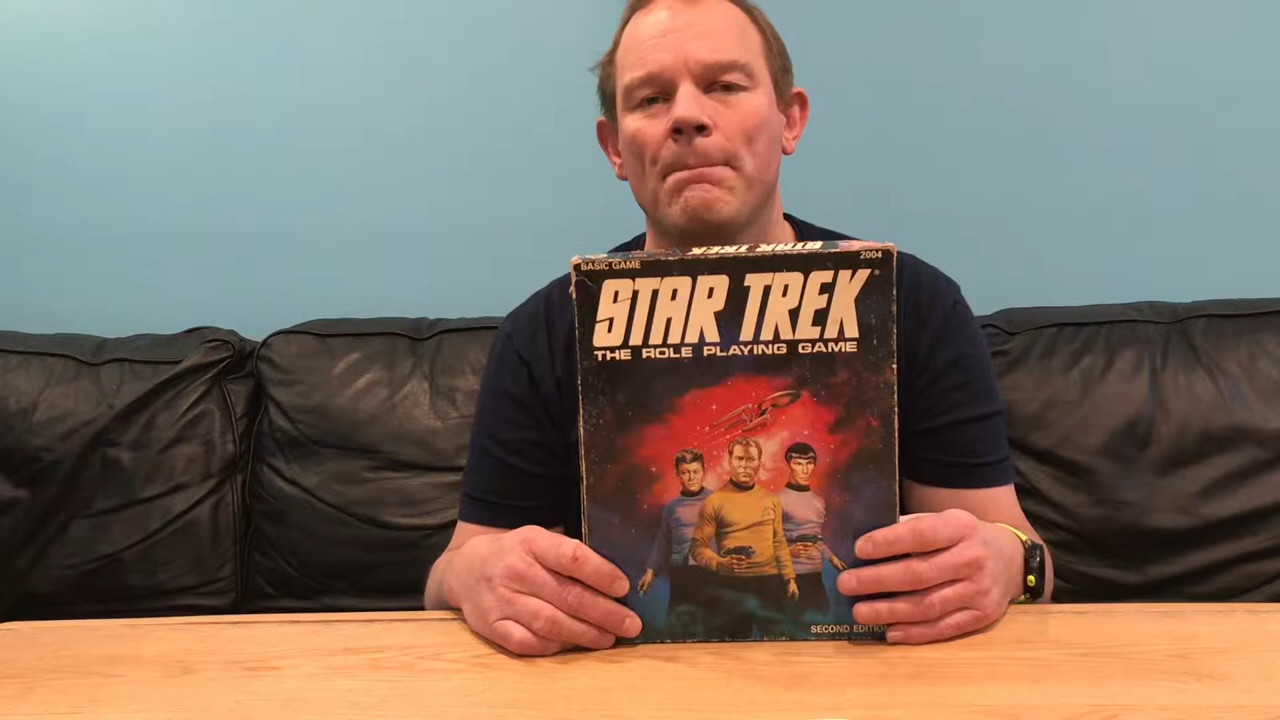 STAR TREK
BASIC GAME
2004
STAR TREK
THE ROLE PLAYING GAME
SECOND EDITION